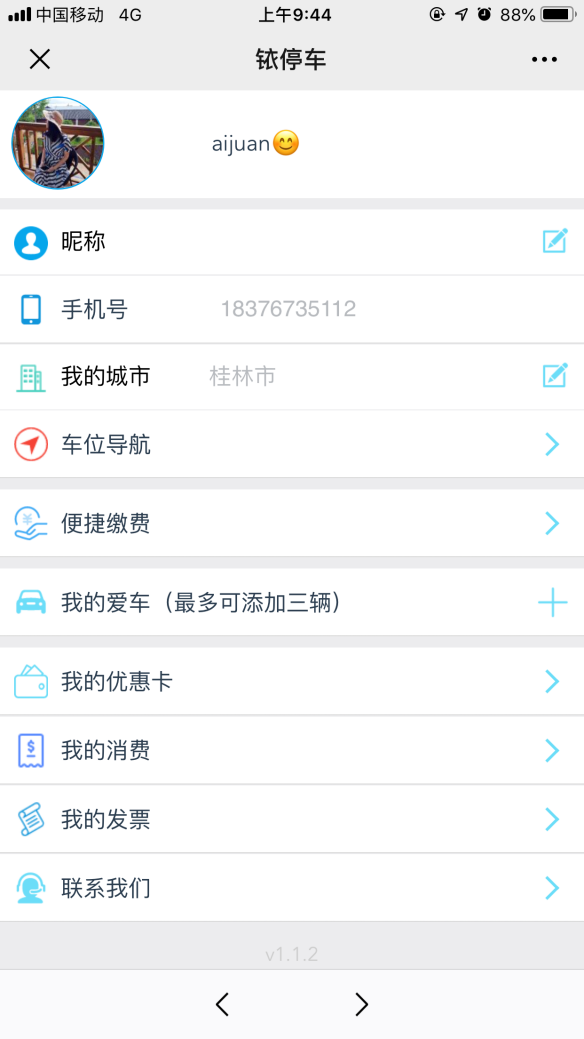 中国移动 4G 上午9:44 88%
铱停车
aijuan😊
昵称
手机号 18376735112
我的城市 桂林市
车位导航
便捷缴费
我的爱车（最多可添加三辆）
我的优惠卡
我的消费
我的发票
联系我们
v1.1.2